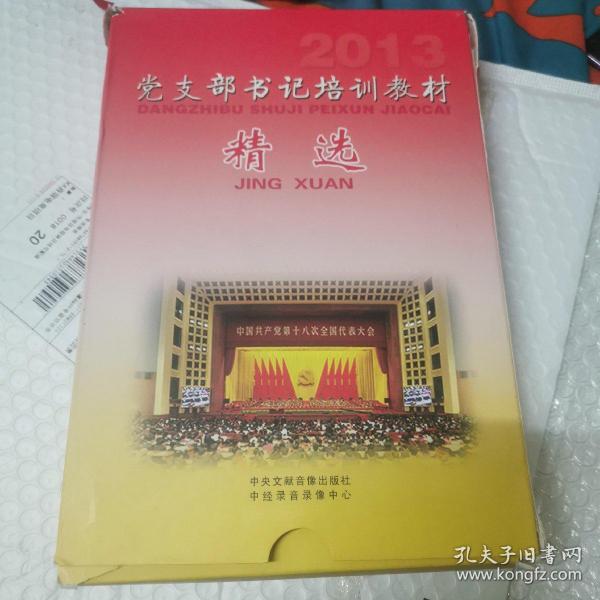 2013
党支部书记培训教材
DANGZHIBU SHUJI PEIXUN JIAOCAI
精选
JING XUAN
中国共产党第十八次全国代表大会
中央文献音像出版社
中经录音录像中心
0018
20
孔夫子旧书网
www.kongfz.com